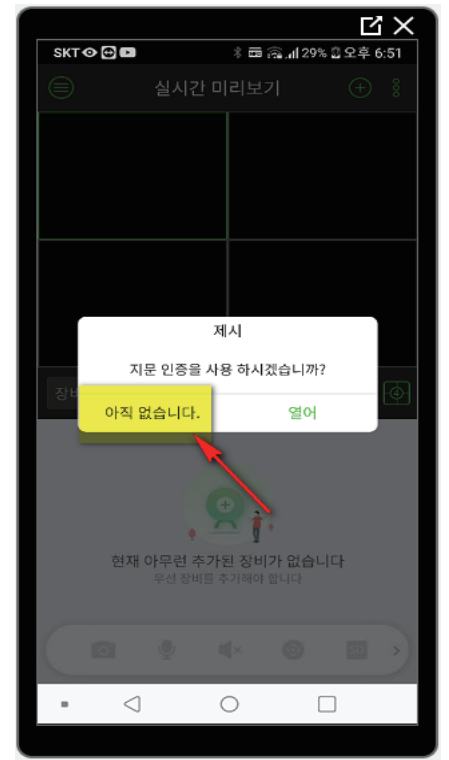 SKT 29% 오후 6:51
실시간 미리보기
제시
지문 인증을 사용 하시겠습니까?
장비
아직 없습니다. 열어
4
현재 아무런 추가된 장비가 없습니다
우선 장비를 추가해야 합니다
SD